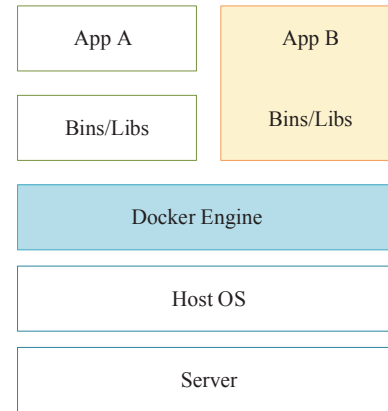 App A
Bins/Libs
App B
Bins/Libs
Docker Engine
Host OS
Server